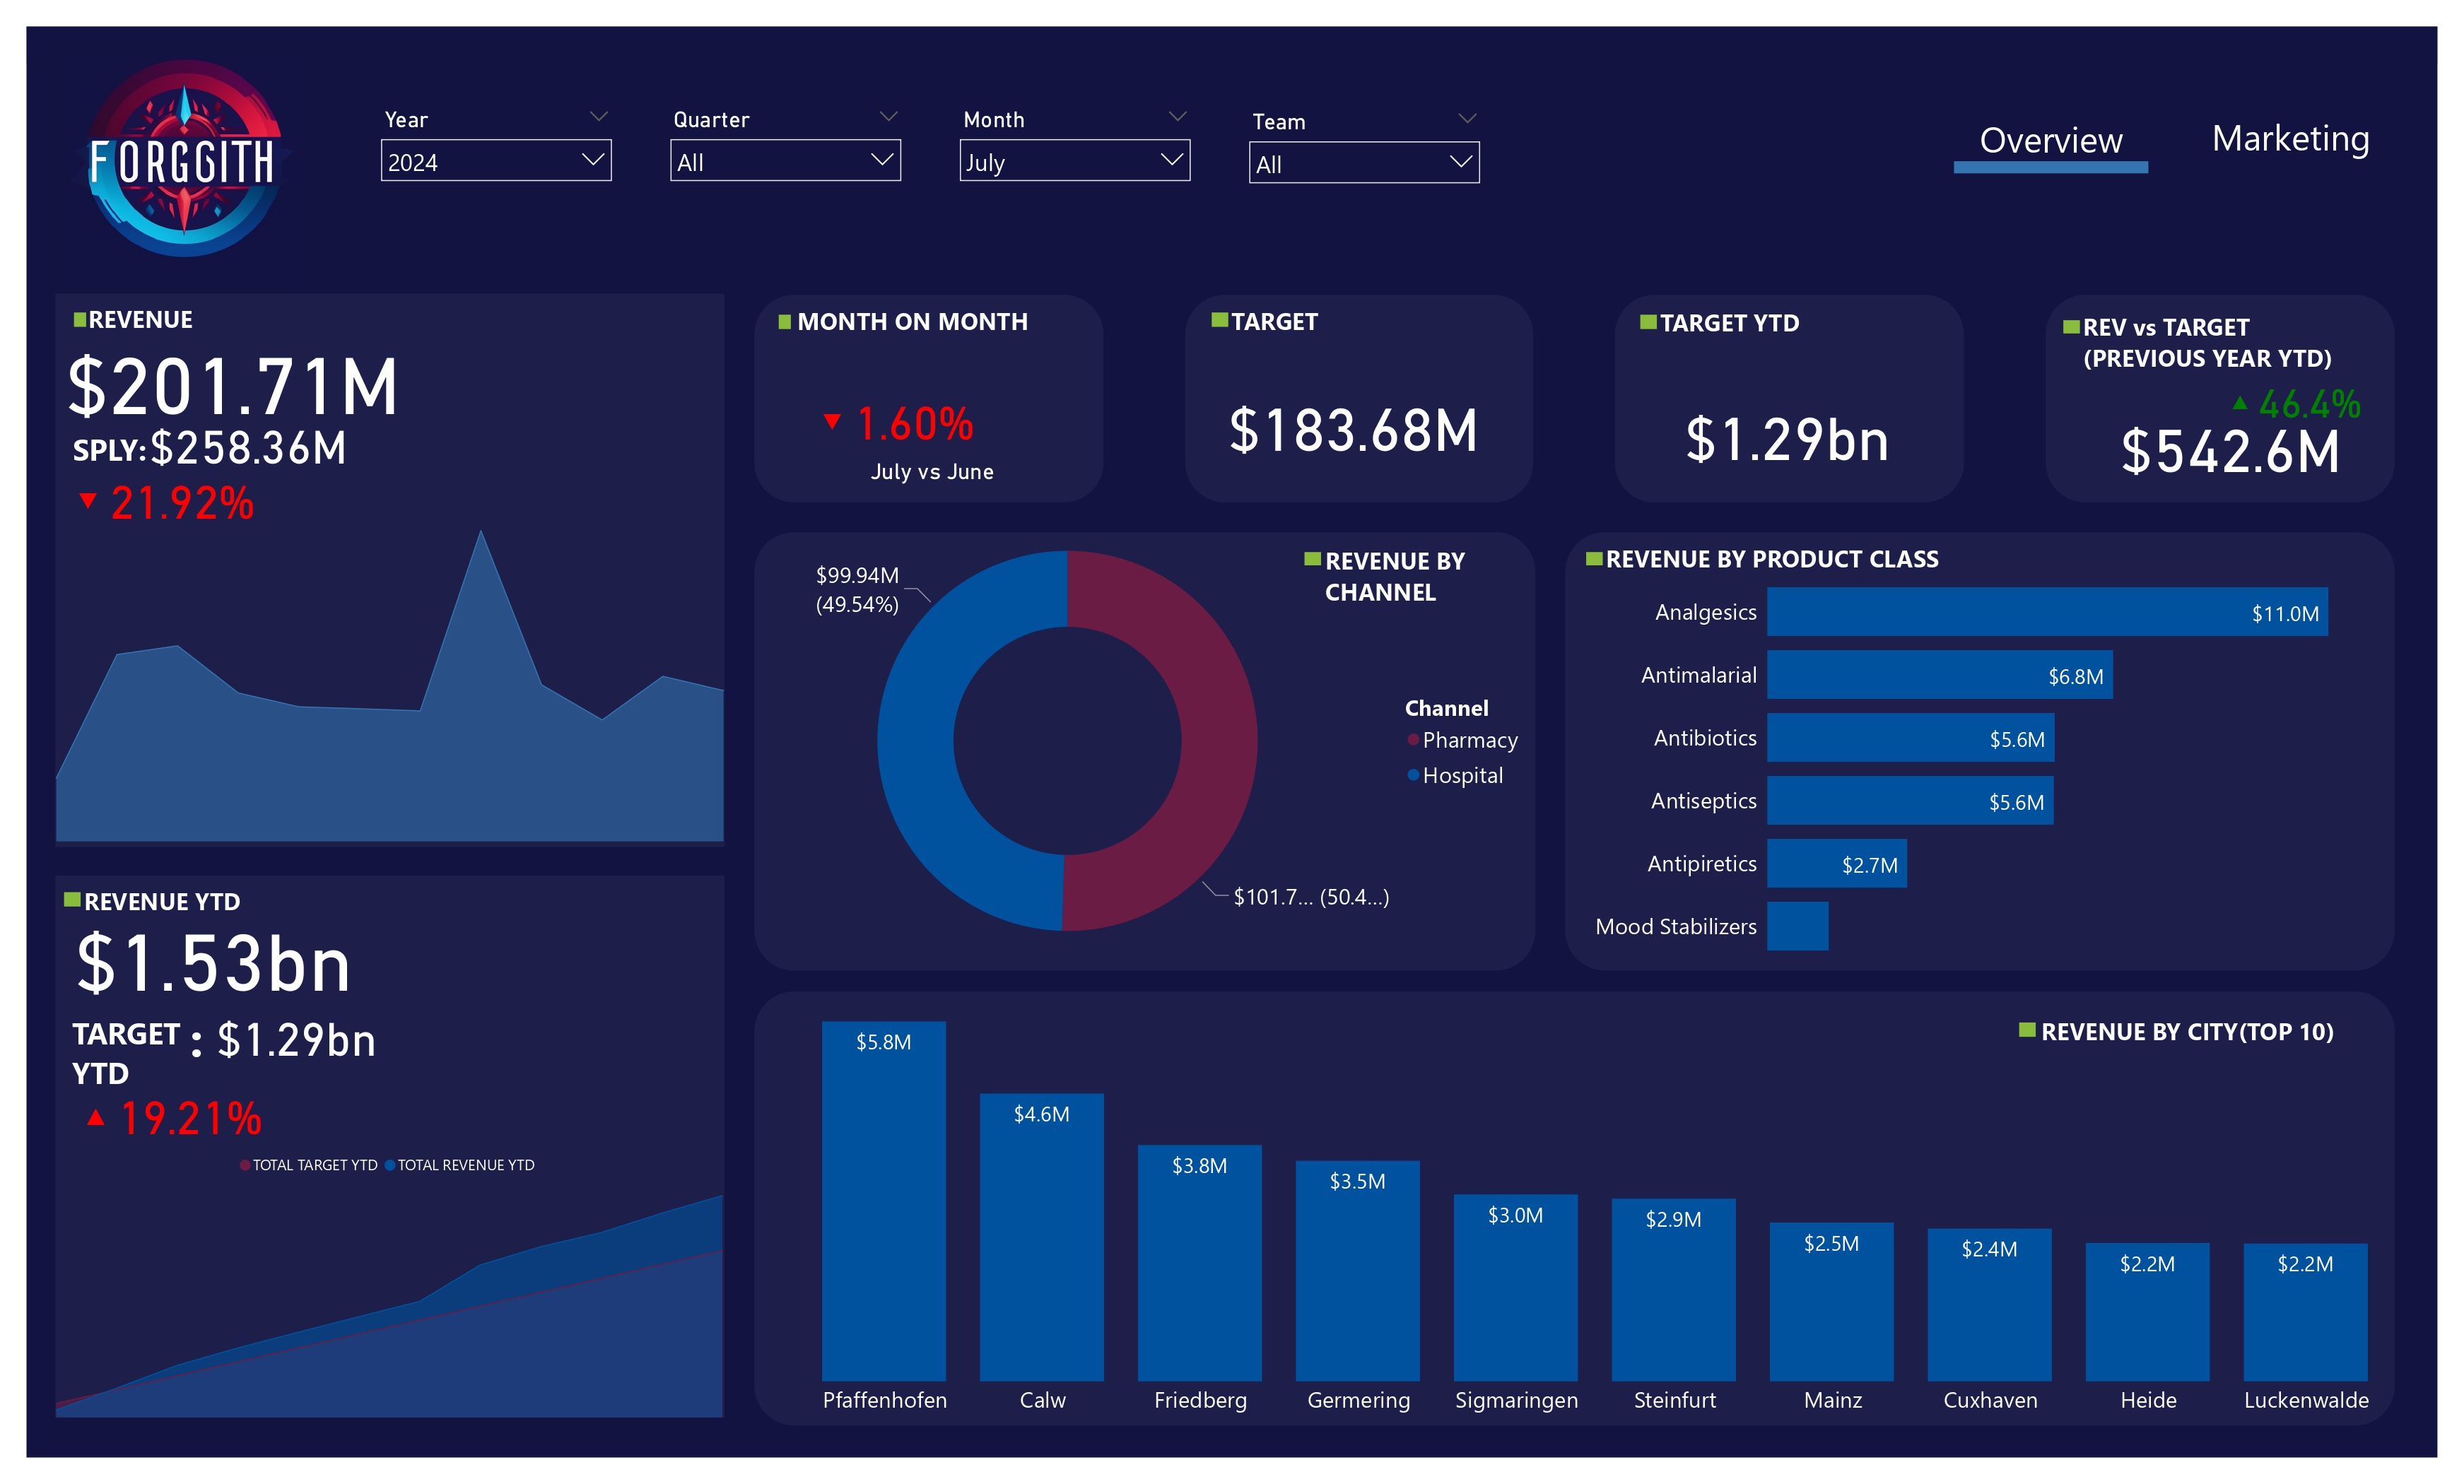 FORGGITH
Year
2024
Quarter
All
Month
July
Team
All
Overview
Marketing
REVENUE
$201.71M
SPLY: $258.36M
▼ 21.92%
MONTH ON MONTH
▼ 1.60%
July vs June
TARGET
$183.68M
TARGET YTD
$1.29bn
REV vs TARGET
(PREVIOUS YEAR YTD)
▲ 46.4%
$542.6M
REVENUE BY
CHANNEL
$99.94M
(49.54%)
$101.7... (50.4...)
Channel
Pharmacy
Hospital
REVENUE BY PRODUCT CLASS
Analgesics $11.0M
Antimalarial $6.8M
Antibiotics $5.6M
Antiseptics $5.6M
Antipiretics $2.7M
Mood Stabilizers
REVENUE YTD
$1.53bn
TARGET : $1.29bn
YTD
▲ 19.21%
TOTAL TARGET YTD TOTAL REVENUE YTD
REVENUE BY CITY(TOP 10)
$5.8M
$4.6M
$3.8M
$3.5M
$3.0M
$2.9M
$2.5M
$2.4M
$2.2M
$2.2M
Pfaffenhofen Calw Friedberg Germering Sigmaringen Steinfurt Mainz Cuxhaven Heide Luckenwalde